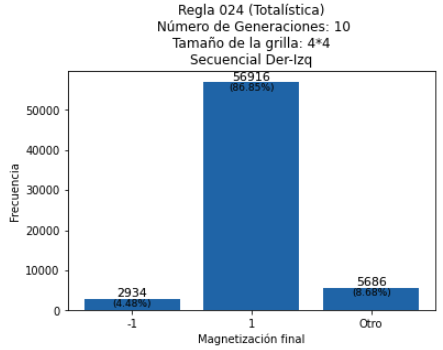 Regla 024 (Totalística)
Número de Generaciones: 10
Tamaño de la grilla: 4*4
Secuencial Der-Izq
56916
(86.85%)
50000
40000
30000
20000
10000
0
Frecuencia
2934
(4.48%)
5686
(8.68%)
-1 1 Otro
Magnetización final